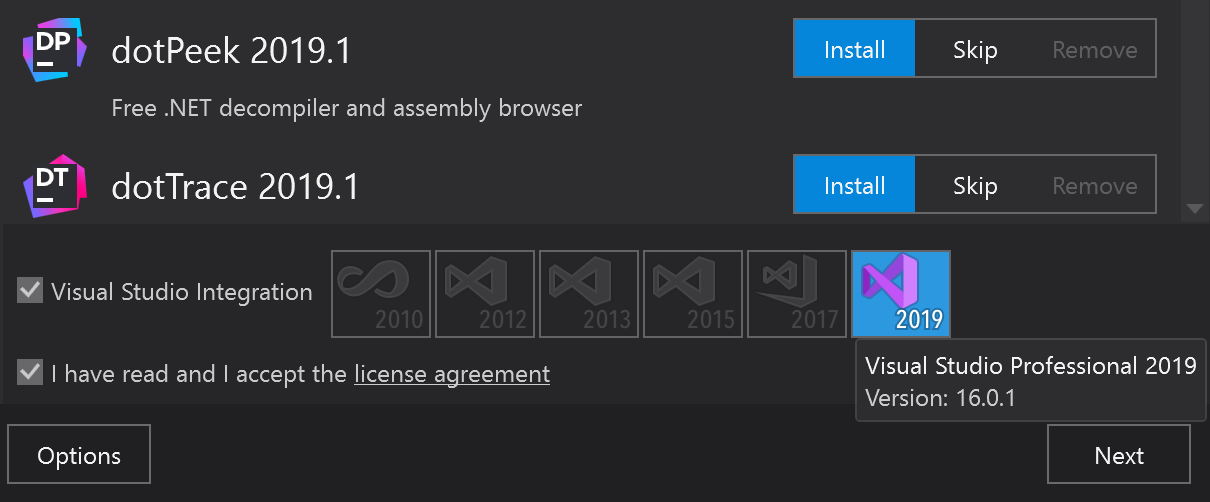 DP
dotPeek 2019.1
Install Skip Remove
Free .NET decompiler and assembly browser
DT
dotTrace 2019.1
Install Skip Remove
Visual Studio Integration
2010 2012 2013 2015 2017 2019
I have read and I accept the license agreement
Visual Studio Professional 2019
Version: 16.0.1
Options
Next